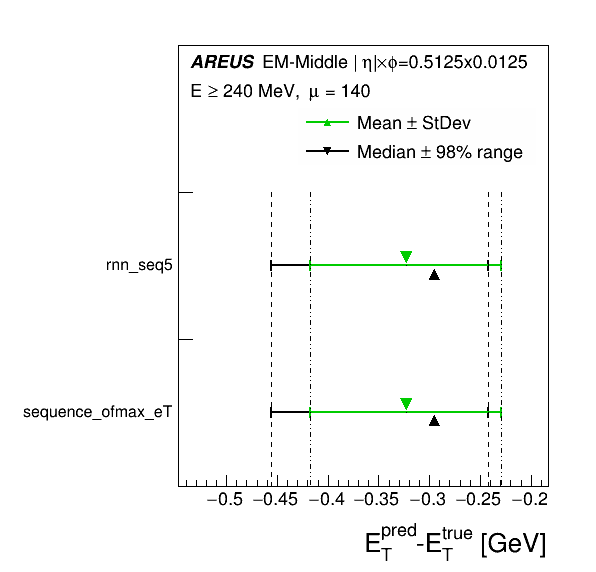 AREUS EM-Middle | η|×ϕ=0.5125x0.0125
E ≥ 240 MeV, μ = 140
Mean ± StDev
Median ± 98% range
rnn_seq5
sequence_ofmax_eT
−0.5 −0.45 −0.4 −0.35 −0.3 −0.25 −0.2
E_T^pred-E_T^true [GeV]